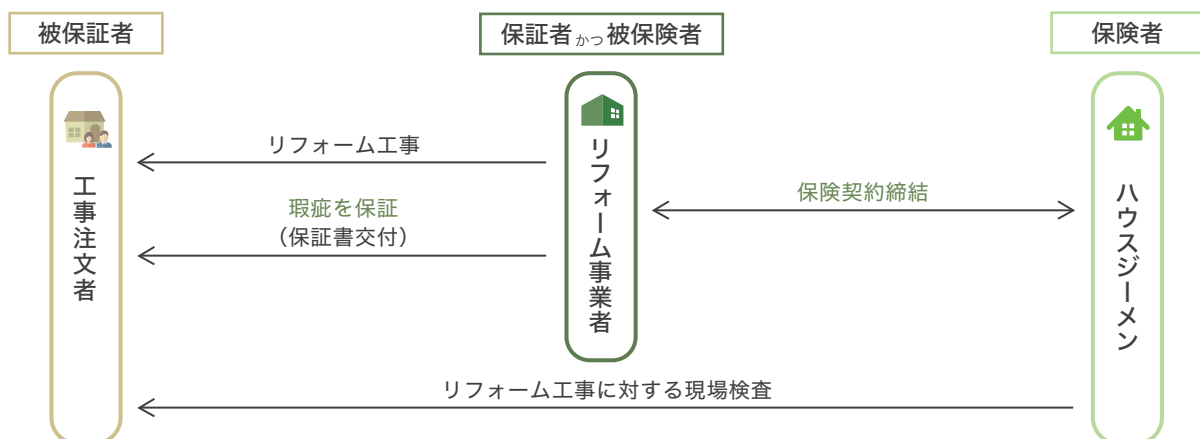 被保証者
保証者かつ被保険者
保険者
工事注文者
リフォーム工事
瑕疵を保証
(保証書交付)
リフォーム事業者
保険契約締結
ハウスジーメン
リフォーム工事に対する現場検査